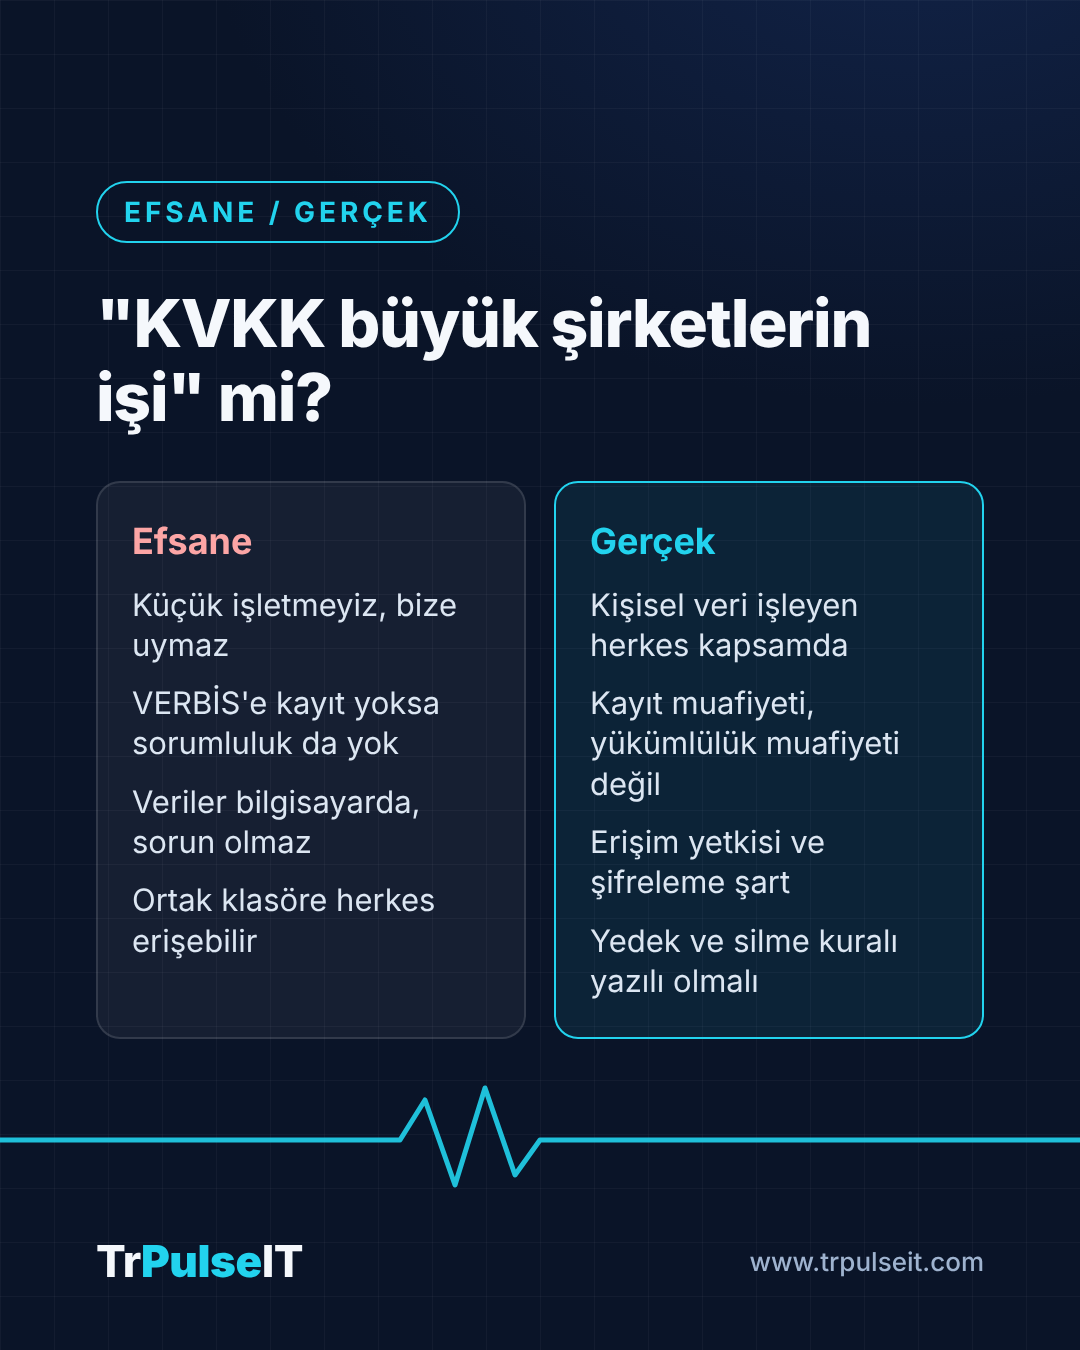 EFSANE / GERÇEK
"KVKK büyük şirketlerin
işi" mi?
Efsane
Küçük işletmeyiz, bize
uymaz
VERBİS'e kayıt yoksa
sorumluluk da yok
Veriler bilgisayarda,
sorun olmaz
Ortak klasöre herkes
erişebilir
Gerçek
Kişisel veri işleyen
herkes kapsamda
Kayıt muafiyeti,
yükümlülük muafiyeti
değil
Erişim yetkisi ve
şifreleme şart
Yedek ve silme kuralı
yazılı olmalı
TrPulseIT
www.trpulseit.com